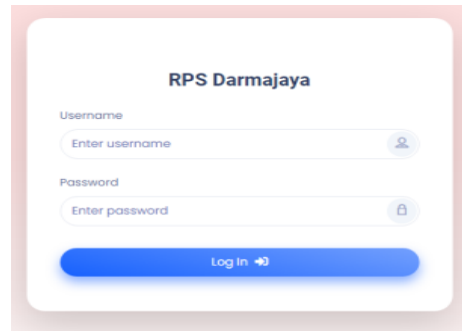 RPS Darmajaya
Username
Enter username
Password
Enter password
Log In